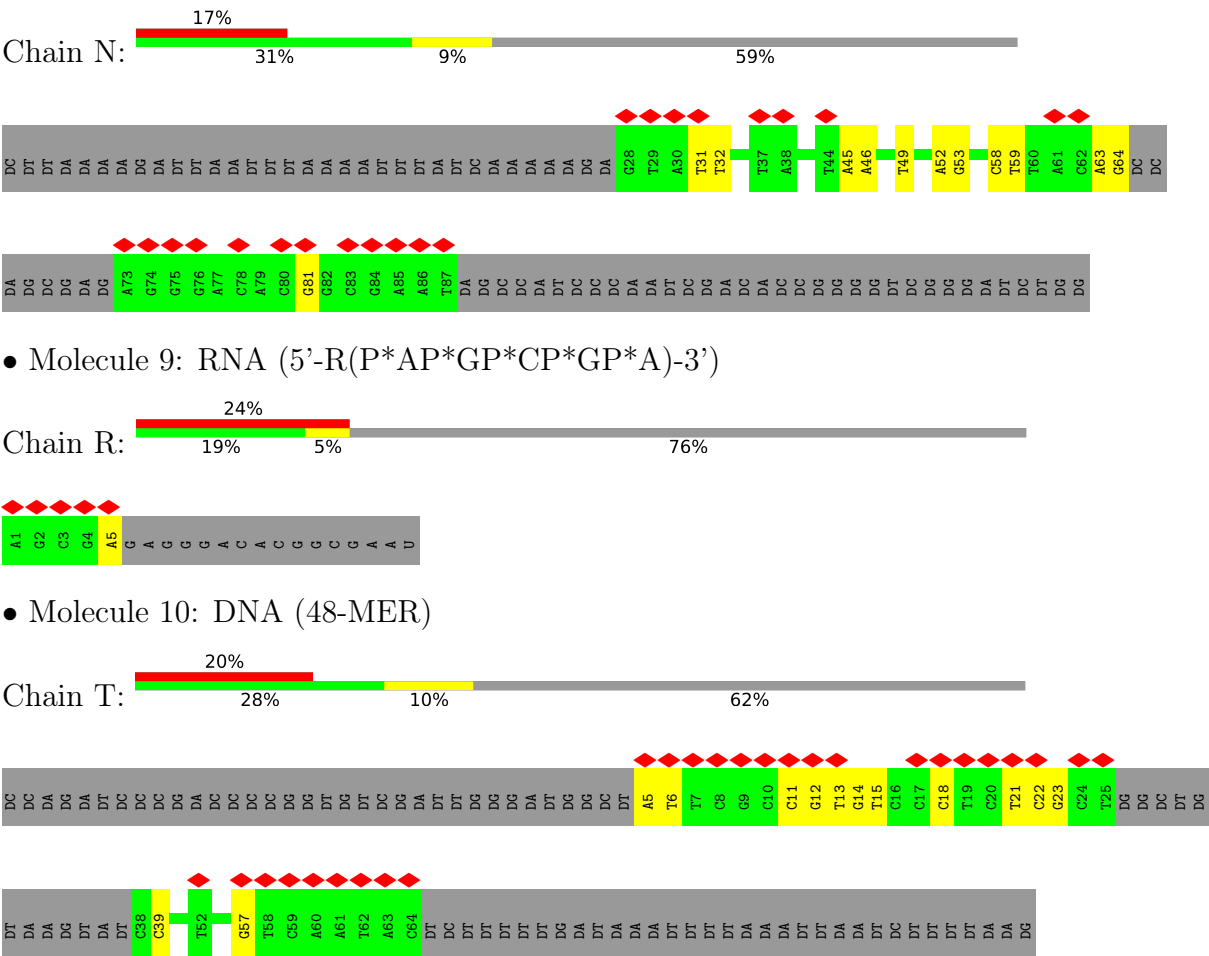 17%
Chain N: 31% 9% 59%
DC DT DT DA DA DA DA DG DA DT DT DA DA DT DT DT DA DA DA DA DT DT DT DA DT DC DA DA DA DA DA DG DA G28 T29 A30 T31 T32 T37 A38 T44 A45 A46 T49 A52 G53 C58 T59 T60 A61 C62 A63 G64 DC DC
DA DG DC DG DA DG A73 G74 G75 G76 A77 C78 A79 C80 G81 G82 C83 G84 A85 A86 T87 DA DG DC DC DA DT DC DC DC DA DA DT DC DG DA DC DA DC DC DG DG DG DG DT DC DG DG DG DA DT DC DT DG DG
• Molecule 9: RNA (5'-R(P*AP*GP*CP*GP*A)-3')
24%
Chain R: 19% 5% 76%
A1 G2 C3 G4 A5 G A G G G A C A C G G C G A A U
• Molecule 10: DNA (48-MER)
20%
Chain T: 28% 10% 62%
DC DC DA DG DA DT DC DC DC DG DA DC DC DC DC DG DG DT DG DT DC DG DA DT DT DG DG DG DA DT DG DG DC DT A5 T6 T7 C8 G9 C10 C11 G12 T13 G14 T15 C16 C17 C18 T19 C20 T21 C22 G23 C24 T25 DG DG DC DT DG
DT DA DA DG DT DA DT C38 C39 T52 G57 T58 C59 A60 A61 T62 A63 C64 DT DC DT DT DT DT DT DG DA DT DA DA DA DT DT DT DT DA DA DA DT DT DA DA DT DC DT DT DT DT DA DA DG